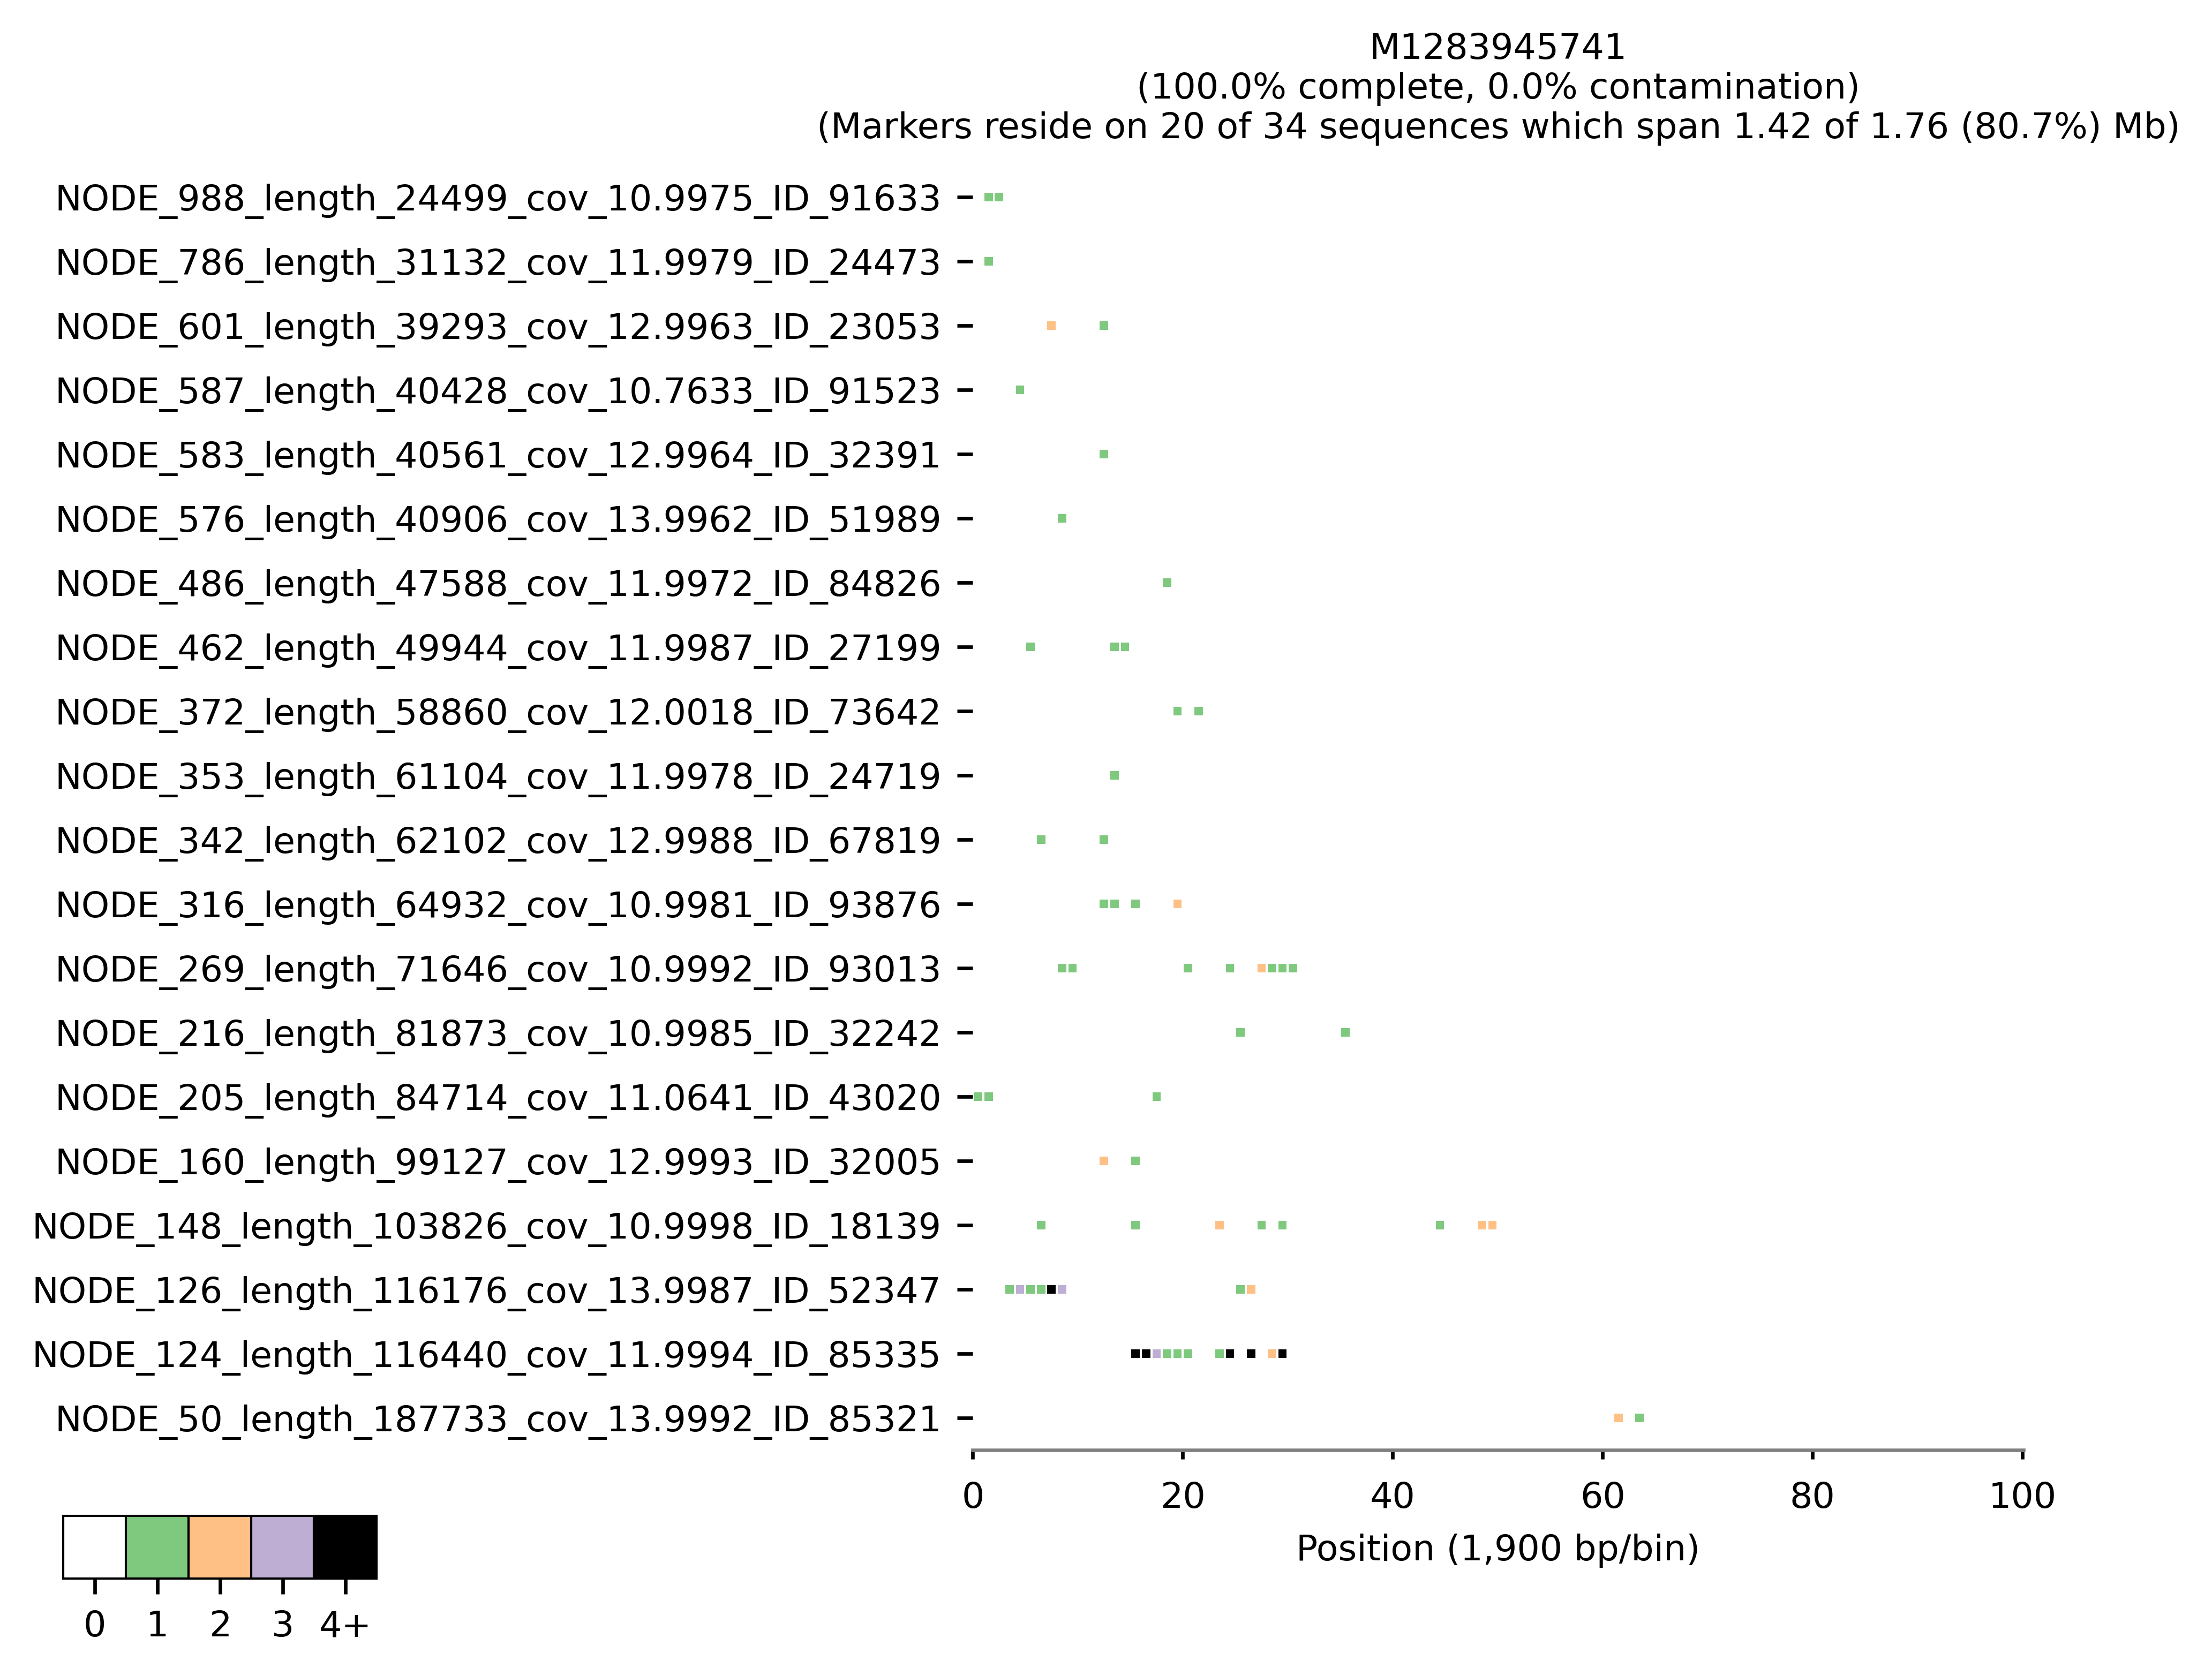 M1283945741
(100.0% complete, 0.0% contamination)
(Markers reside on 20 of 34 sequences which span 1.42 of 1.76 (80.7%) Mb)
NODE_988_length_24499_cov_10.9975_ID_91633
NODE_786_length_31132_cov_11.9979_ID_24473
NODE_601_length_39293_cov_12.9963_ID_23053
NODE_587_length_40428_cov_10.7633_ID_91523
NODE_583_length_40561_cov_12.9964_ID_32391
NODE_576_length_40906_cov_13.9962_ID_51989
NODE_486_length_47588_cov_11.9972_ID_84826
NODE_462_length_49944_cov_11.9987_ID_27199
NODE_372_length_58860_cov_12.0018_ID_73642
NODE_353_length_61104_cov_11.9978_ID_24719
NODE_342_length_62102_cov_12.9988_ID_67819
NODE_316_length_64932_cov_10.9981_ID_93876
NODE_269_length_71646_cov_10.9992_ID_93013
NODE_216_length_81873_cov_10.9985_ID_32242
NODE_205_length_84714_cov_11.0641_ID_43020
NODE_160_length_99127_cov_12.9993_ID_32005
NODE_148_length_103826_cov_10.9998_ID_18139
NODE_126_length_116176_cov_13.9987_ID_52347
NODE_124_length_116440_cov_11.9994_ID_85335
NODE_50_length_187733_cov_13.9992_ID_85321
0 20 40 60 80 100
Position (1,900 bp/bin)
0 1 2 3 4+